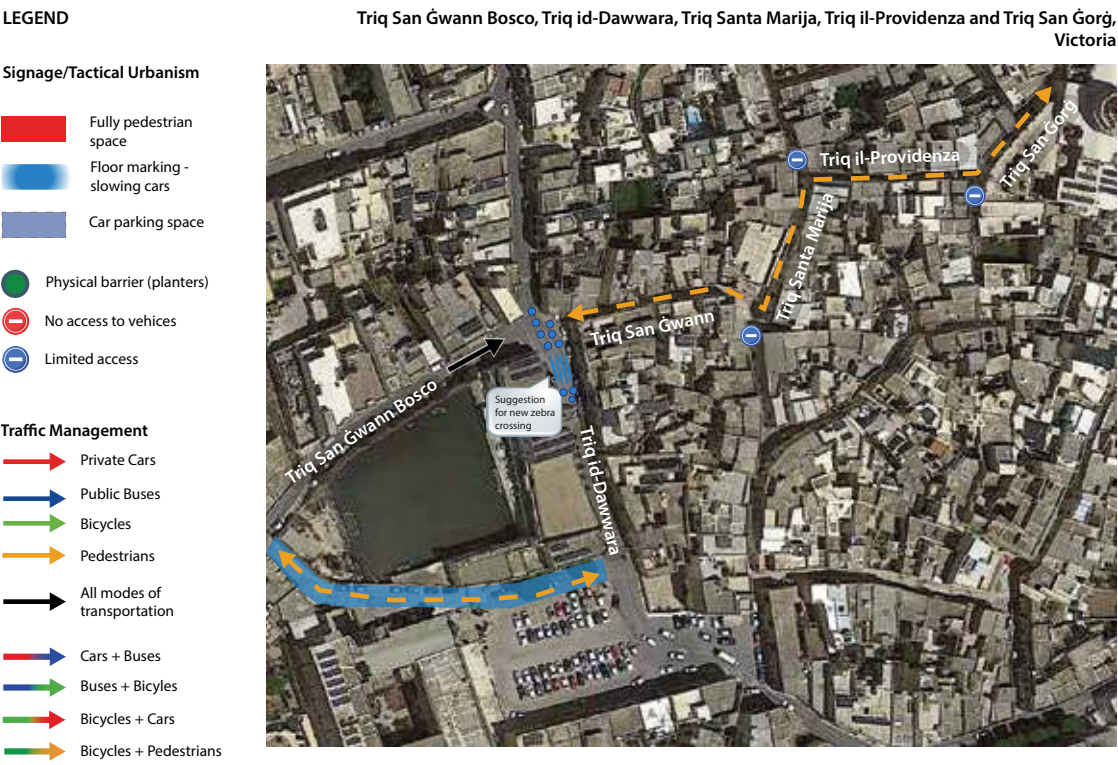 LEGEND
Triq San Ġwann Bosco, Triq id-Dawwara, Triq Santa Marija, Triq il-Providenza and Triq San Ġorġ,
Victoria
Signage/Tactical Urbanism
Fully pedestrian
space
Floor marking -
slowing cars
Car parking space
Physical barrier (planters)
No access to vehicles
Limited access
Traffic Management
Private Cars
Public Buses
Bicycles
Pedestrians
All modes of
transportation
Cars + Buses
Buses + Bicyles
Bicycles + Cars
Bicycles + Pedestrians
Triq il-Providenza
Triq San Ġorġ
Triq Santa Marija
Triq San Ġwann
Triq San Ġwann Bosco
Suggestion
for new zebra
crossing
Triq id-Dawwara